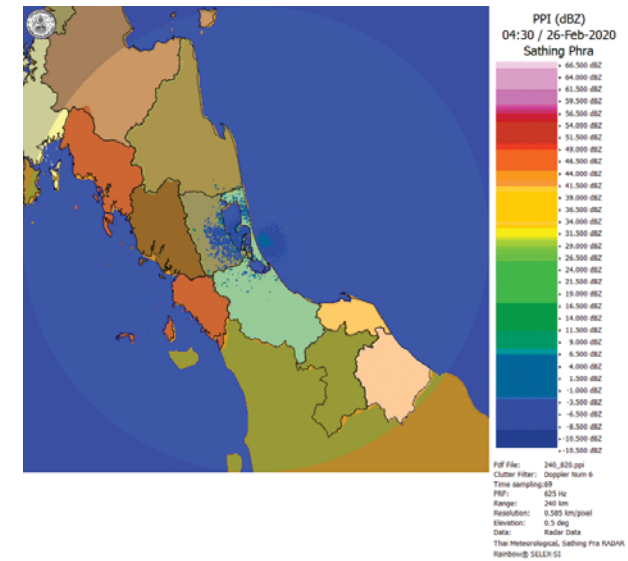 PPI (dBZ)
04:30 / 26-Feb-2020
Sathing Phra
66.500 dBZ
64.000 dBZ
61.500 dBZ
59.500 dBZ
56.500 dBZ
54.000 dBZ
51.500 dBZ
49.000 dBZ
46.500 dBZ
44.000 dBZ
41.500 dBZ
39.000 dBZ
36.500 dBZ
34.000 dBZ
31.500 dBZ
29.000 dBZ
26.500 dBZ
24.000 dBZ
21.500 dBZ
19.000 dBZ
16.500 dBZ
14.000 dBZ
11.500 dBZ
9.000 dBZ
6.500 dBZ
4.000 dBZ
1.500 dBZ
-1.000 dBZ
-3.500 dBZ
-6.500 dBZ
-8.500 dBZ
-10.500 dBZ
-10.500 dBZ
Pdf File: 240_820.ppi
Clutter Filter: Doppler Num 6
Time sampling:69
PRF: 625 Hz
Range: 240 km
Resolution: 0.585 km/pixel
Elevation: 0.5 deg
Data: Radar Data
Thai Meteorological, Sathing Pra RADAR
Rainbow® SELEX-SI